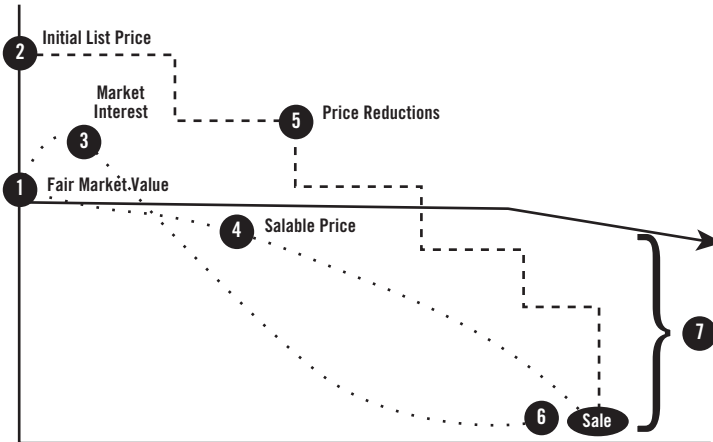 2 Initial List Price
Market
Interest
3
5 Price Reductions
1 Fair Market Value
4 Salable Price
7
6 Sale